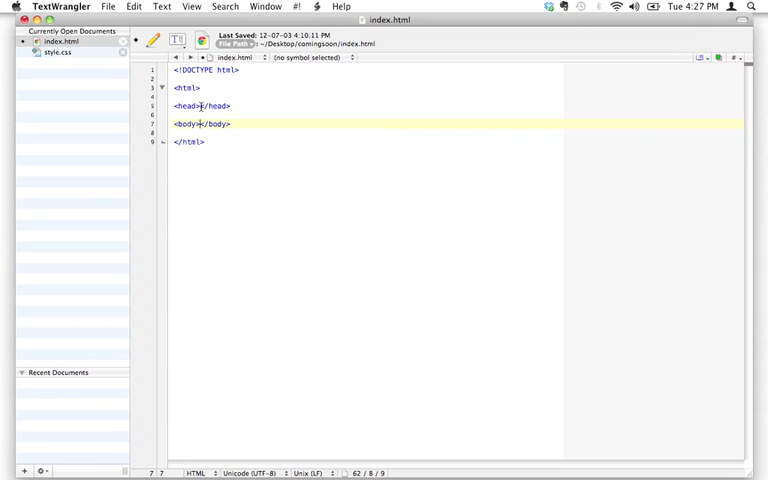 TextWrangler File Edit Text View Search Window #! Help Tue 4:27 PM
index.html
Currently Open Documents
index.html
style.css
Last Saved: 12-07-03 4:10:11 PM
File Path: ~/Desktop/comingsoon/index.html
index.html (no symbol selected) #
1 <!DOCTYPE html>
2
3 <html>
4
5 <head></head>
6
7 <body></body>
8
9 </html>
Recent Documents
7 7 HTML Unicode (UTF-8) Unix (LF) 62 / 8 / 9